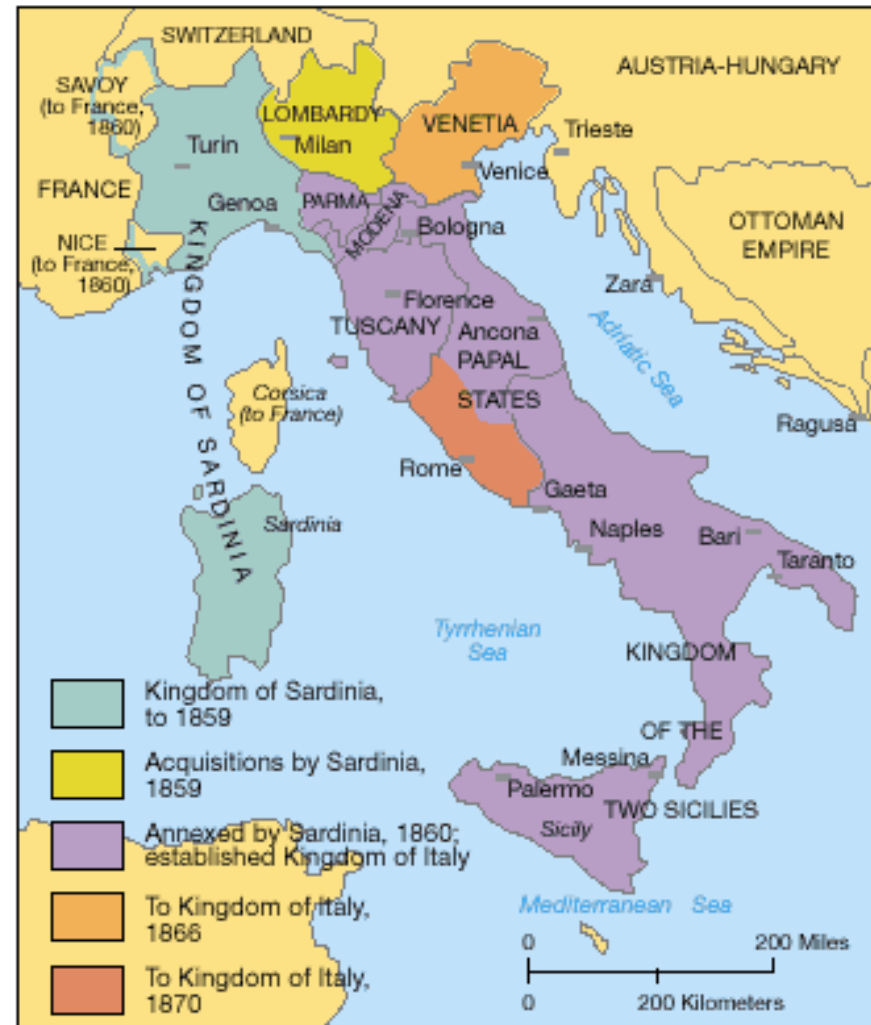 SWITZERLAND
AUSTRIA-HUNGARY
SAVOY
(to France,
1860)
LOMBARDY
Milan
VENETIA
Trieste
Turin
Venice
FRANCE
Genoa
PARMA
MODENA
Bologna
OTTOMAN
EMPIRE
NICE
(to France,
1860)
KINGDOM OF SARDINIA
Zara
Florence
TUSCANY
Ancona
PAPAL
STATES
Adriatic Sea
Corsica
(to France)
Ragusa
Rome
Gaeta
Sardinia
Naples
Bari
Taranto
Tyrrhenian
Sea
KINGDOM
OF THE
TWO SICILIES
Messina
Palermo
Sicily
Mediterranean Sea
Kingdom of Sardinia,
to 1859
Acquisitions by Sardinia,
1859
Annexed by Sardinia, 1860;
established Kingdom of Italy
To Kingdom of Italy,
1866
To Kingdom of Italy,
1870
0 200 Miles
0 200 Kilometers